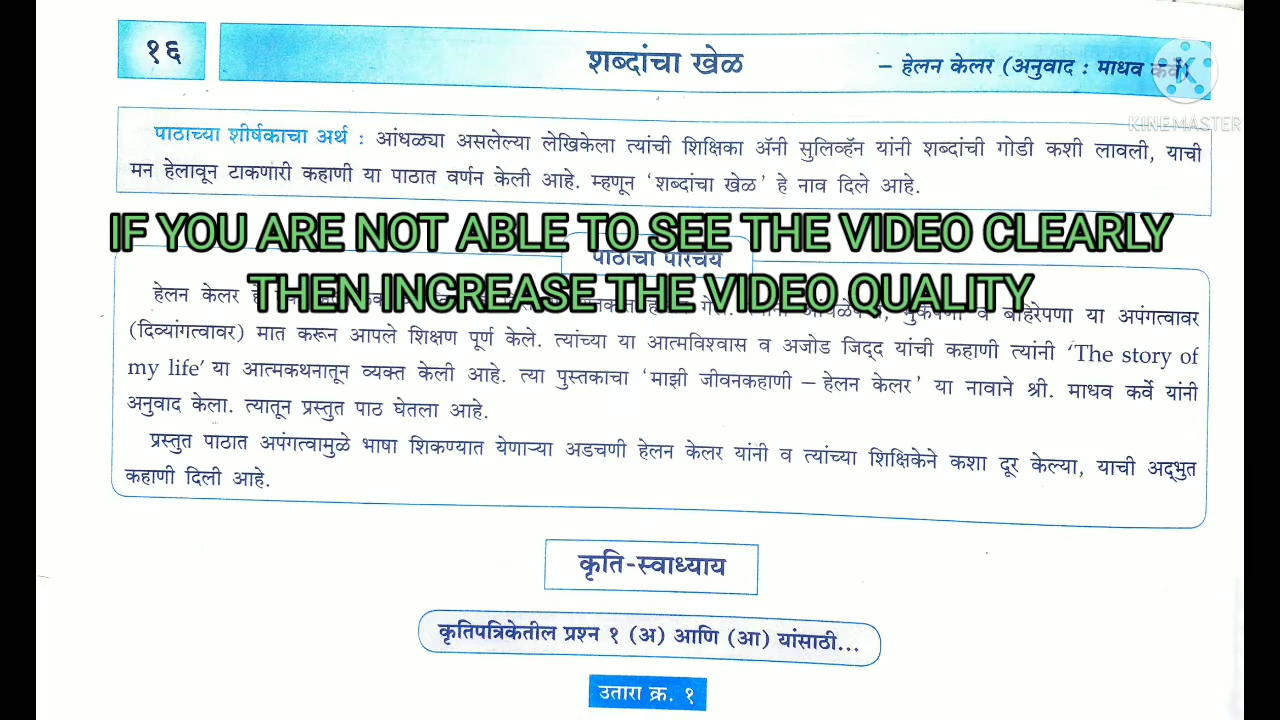 १६
शब्दांचा खेळ
– हेलन केलर (अनुवाद : माधव कर्वे)
KINEMASTER
पाठाच्या शीर्षकाचा अर्थ : आंधळ्या असलेल्या लेखिकेला त्यांची शिक्षिका ॲनी सुलिव्हॅन यांनी शब्दांची गोडी कशी लावली, याची
मन हेलावून टाकणारी कहाणी या पाठात वर्णन केली आहे. म्हणून ‘शब्दांचा खेळ’ हे नाव दिले आहे.
IF YOU ARE NOT ABLE TO SEE THE VIDEO CLEARLY
पाठाचा परिचय
THEN INCREASE THE VIDEO QUALITY
हेलन केलर व बहिरेपणा या अपंगत्वावर
(दिव्यांगत्वावर) मात करून आपले शिक्षण पूर्ण केले. त्यांच्या या आत्मविश्वास व अजोड जिद्द यांची कहाणी त्यांनी ‘The story of
my life’ या आत्मकथनातून व्यक्त केली आहे. त्या पुस्तकाचा ‘माझी जीवनकहाणी – हेलन केलर’ या नावाने श्री. माधव कर्वे यांनी
अनुवाद केला. त्यातून प्रस्तुत पाठ घेतला आहे.
प्रस्तुत पाठात अपंगत्वामुळे भाषा शिकण्यात येणाऱ्या अडचणी हेलन केलर यांनी व त्यांच्या शिक्षिकेने कशा दूर केल्या, याची अद्भुत
कहाणी दिली आहे.
कृति-स्वाध्याय
कृतिपत्रिकेतील प्रश्न १ (अ) आणि (आ) यांसाठी...
उतारा क्र. १